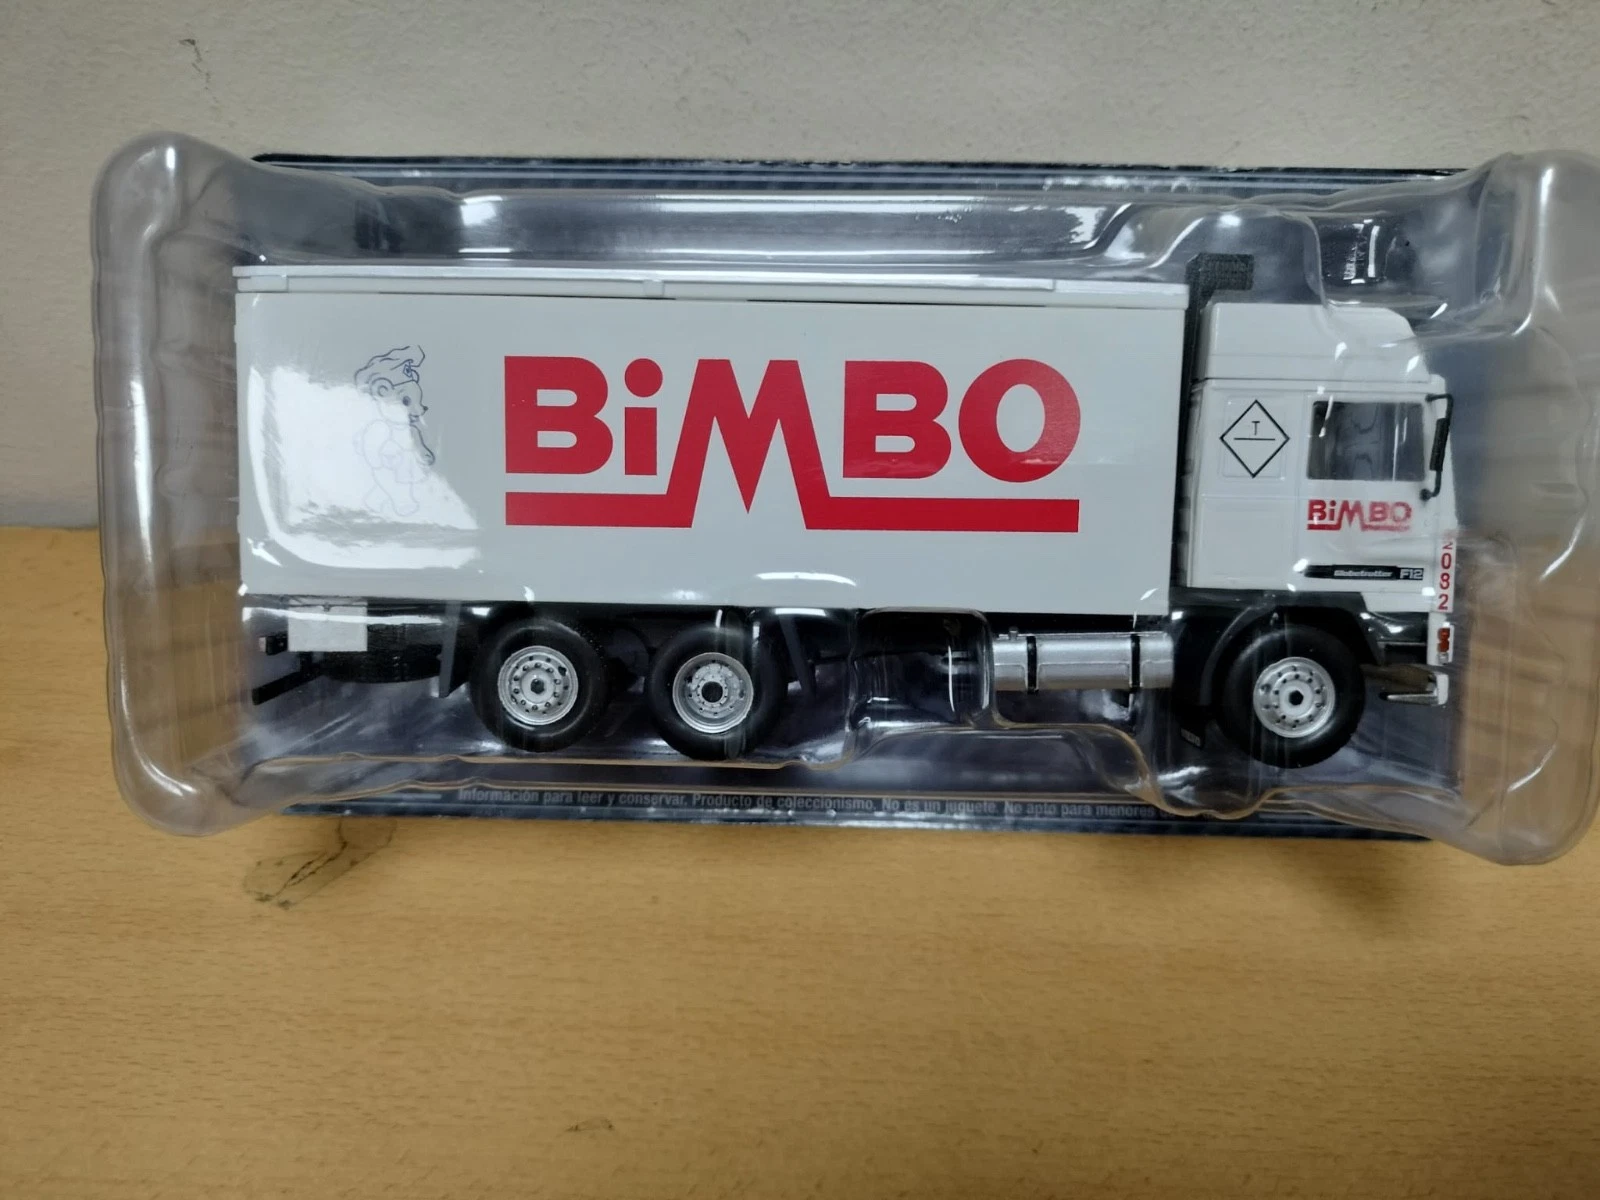 BiMBO
T
BiMBO
Globetrotter F12
2082
Información para leer y conservar. Producto de coleccionismo. No es un juguete. No apto para menores